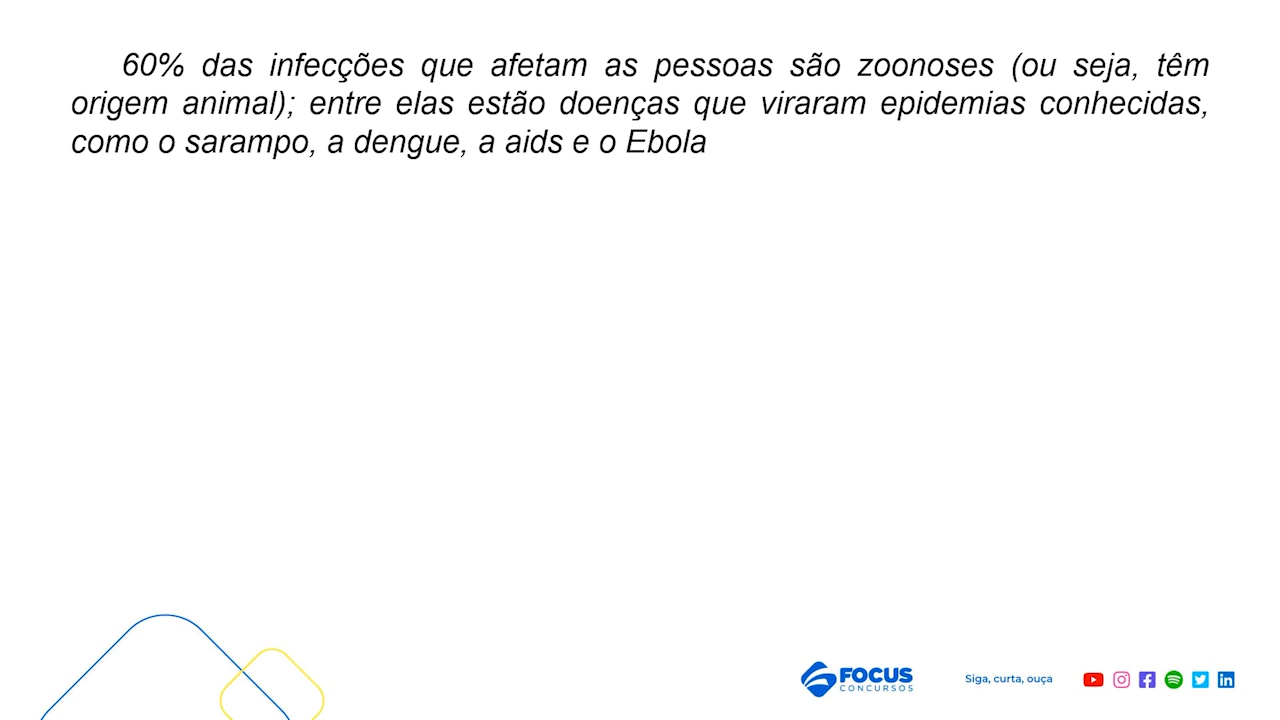 60% das infecções que afetam as pessoas são zoonoses (ou seja, têm
origem animal); entre elas estão doenças que viraram epidemias conhecidas,
como o sarampo, a dengue, a aids e o Ebola
FOCUS
CONCURSOS
Siga, curta, ouça